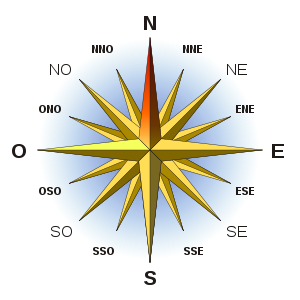 N
NNO NNE
NO NE
ONO ENE
O E
OSO ESE
SO SE
SSO SSE
S